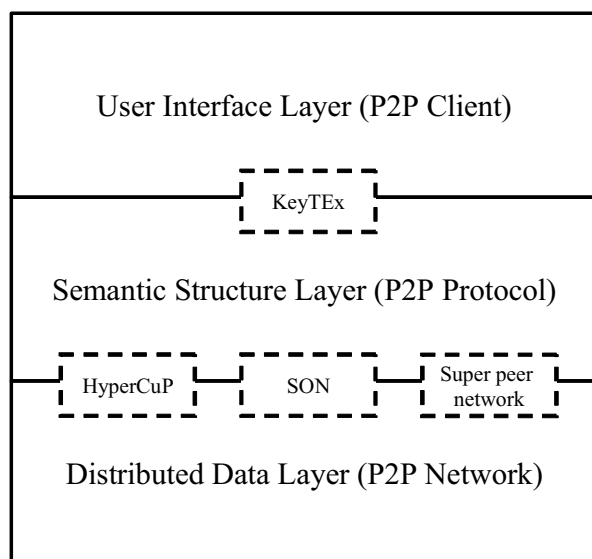 User Interface Layer (P2P Client)
KeyTEx
Semantic Structure Layer (P2P Protocol)
HyperCuP
SON
Super peer
network
Distributed Data Layer (P2P Network)